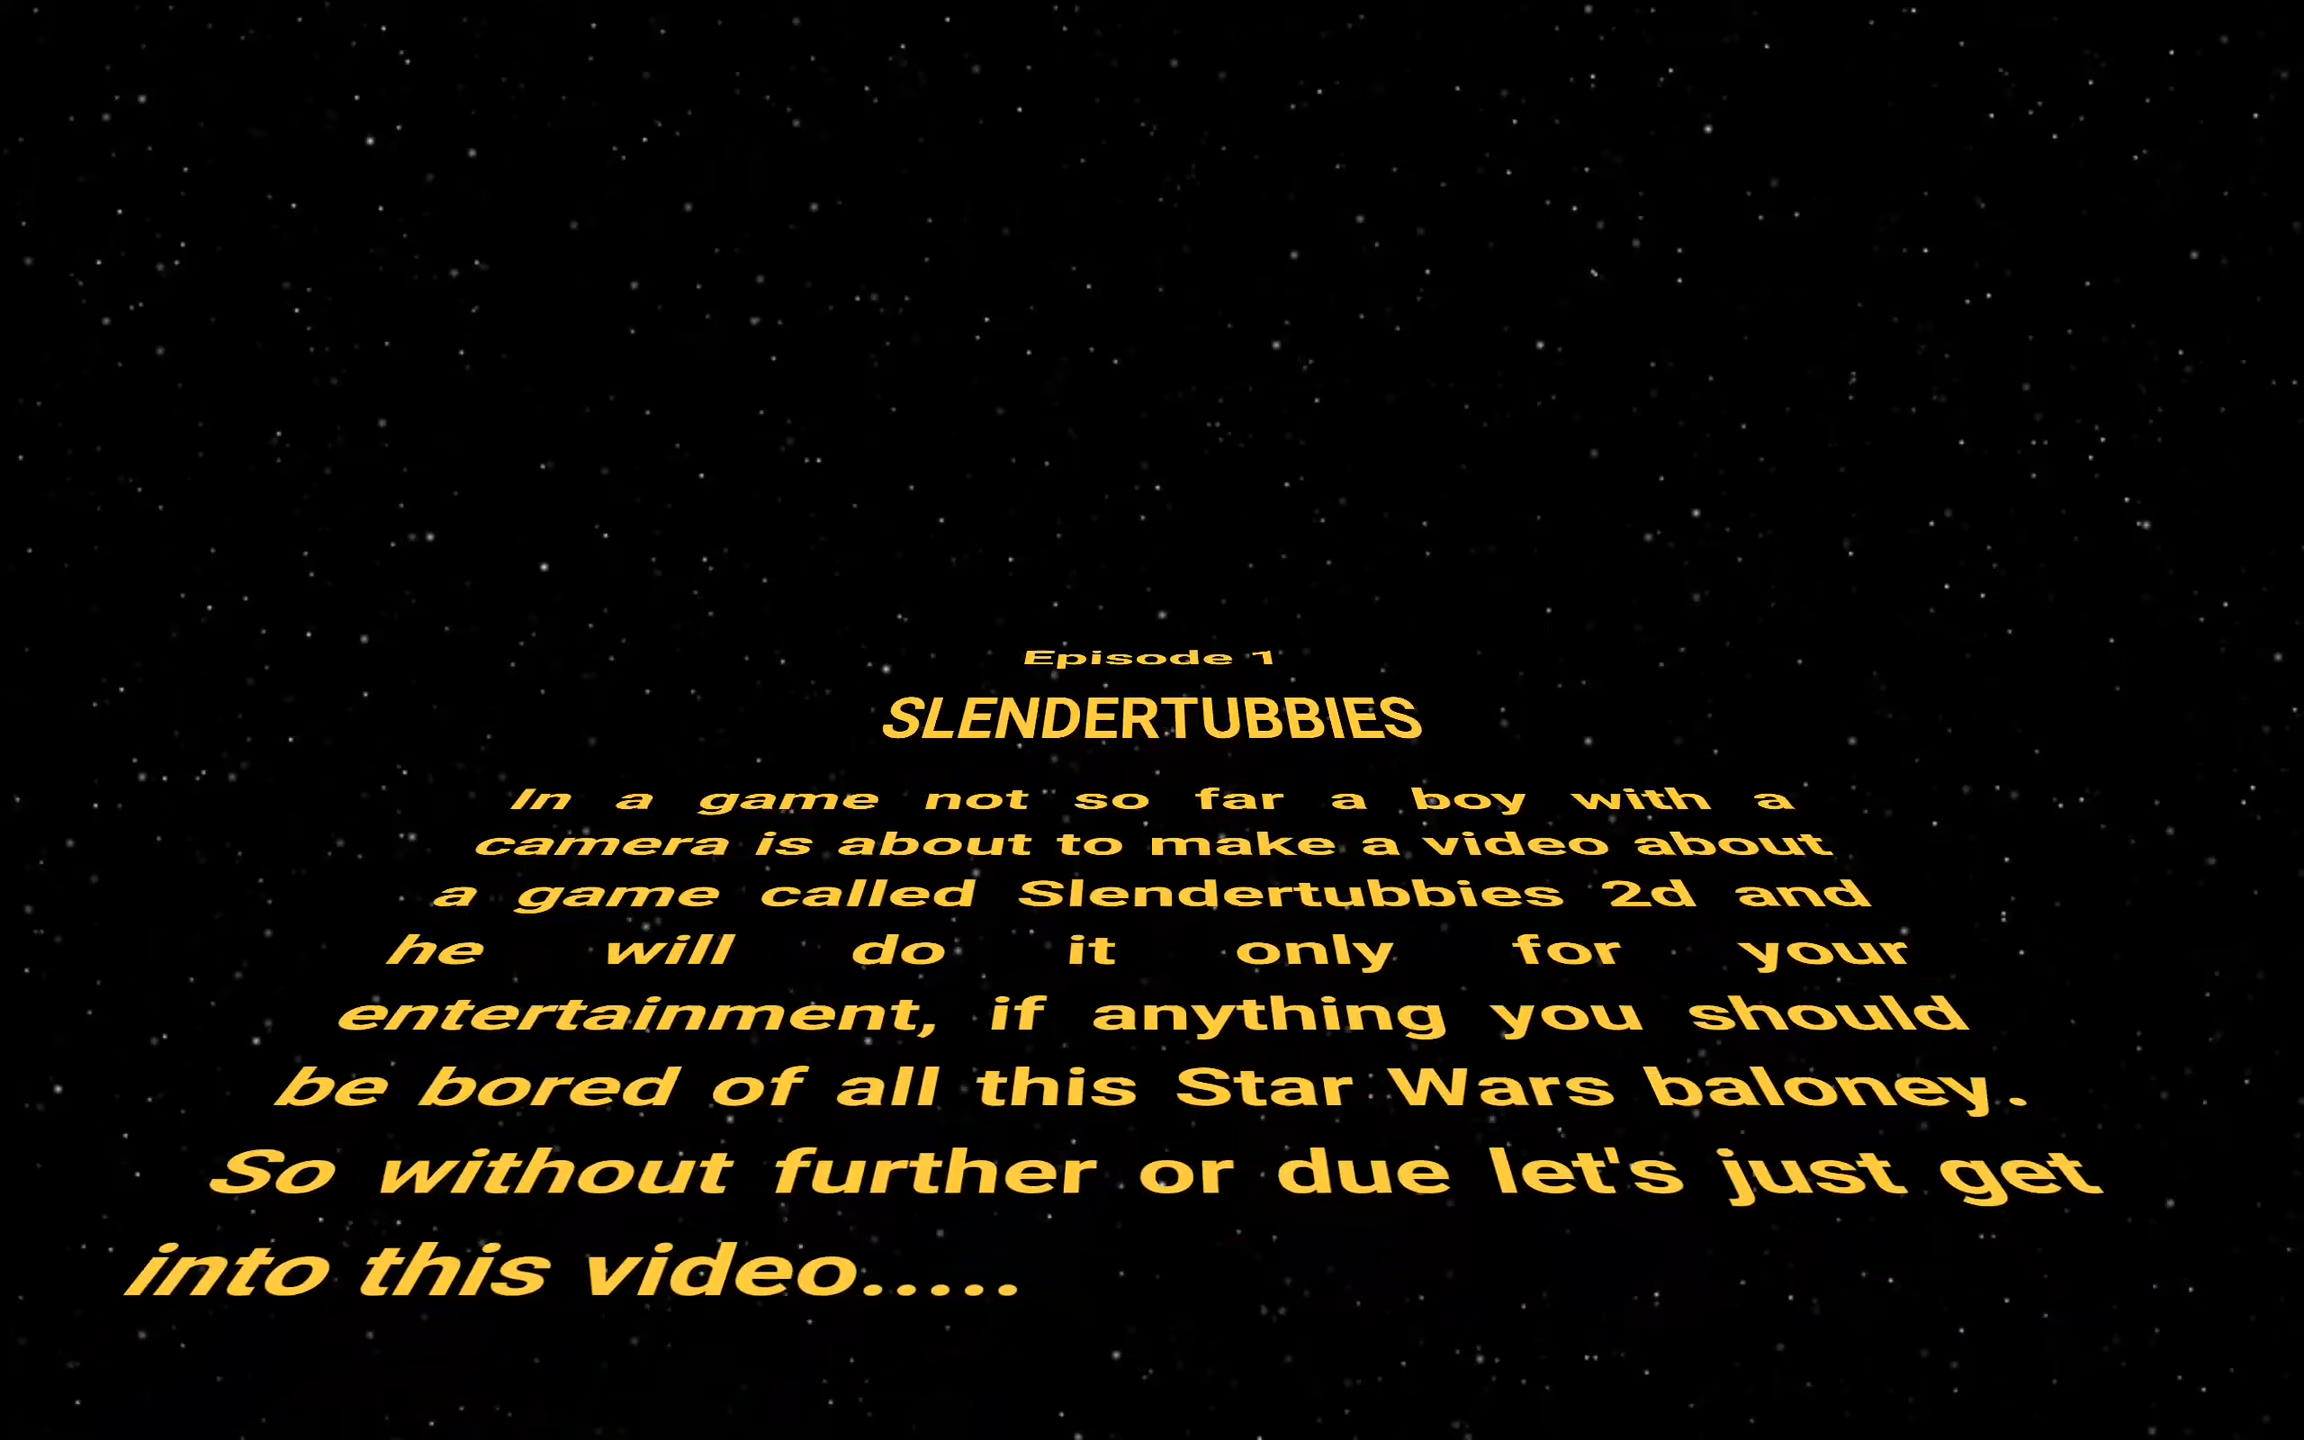 Episode 1
SLENDERTUBBIES
In a game not so far a boy with a
camera is about to make a video about
a game called Slendertubbies 2d and
he will do it only for your
entertainment, if anything you should
be bored of all this Star Wars baloney.
So without further or due let's just get
into this video.....